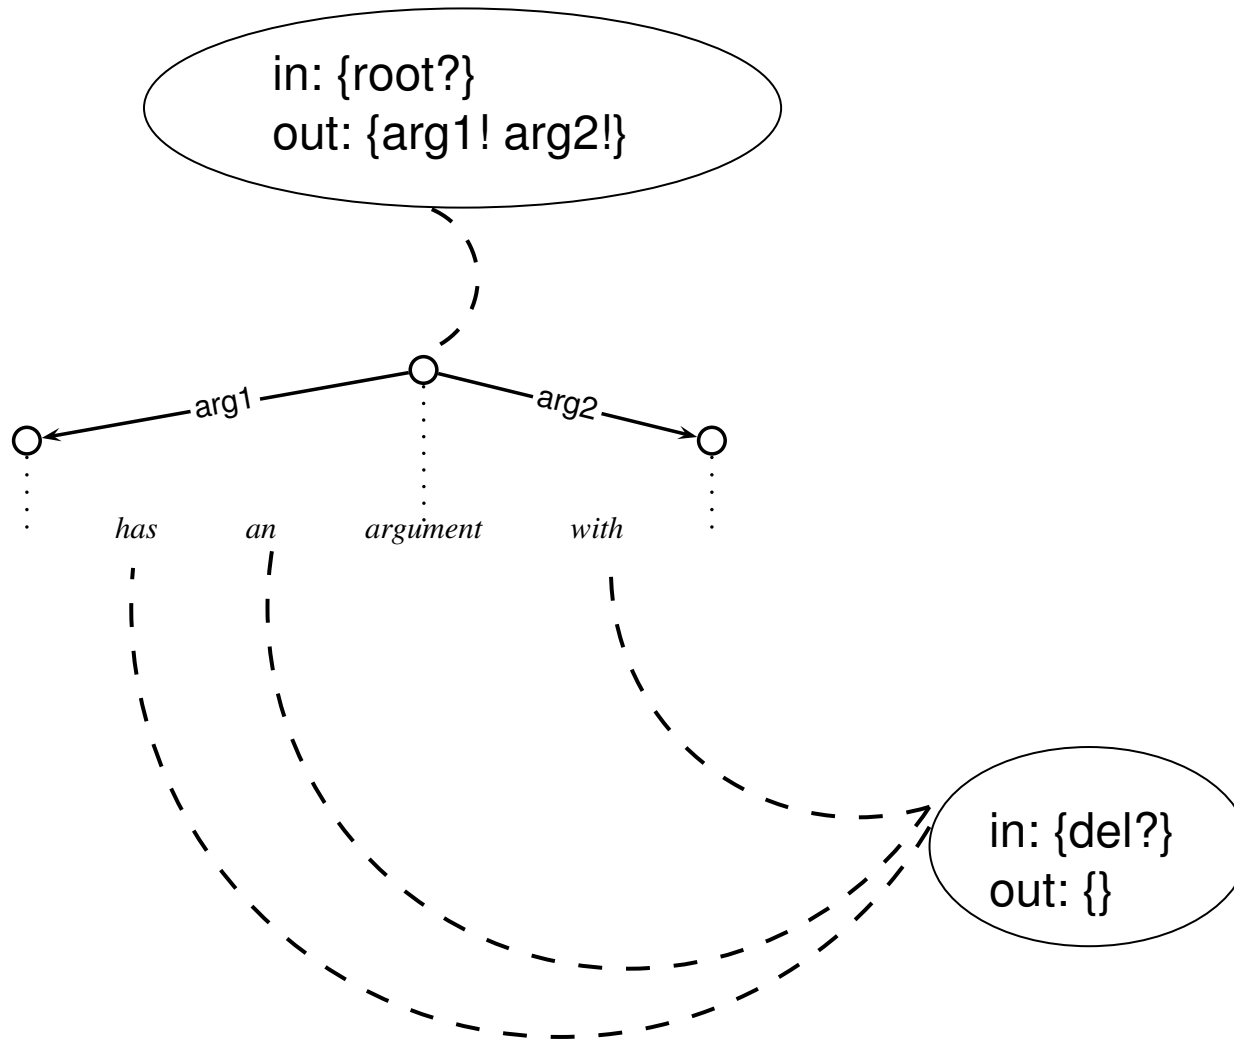 in: {root?}
out: {arg1! arg2!}
arg1 arg2
has an argument with
in: {del?}
out: {}